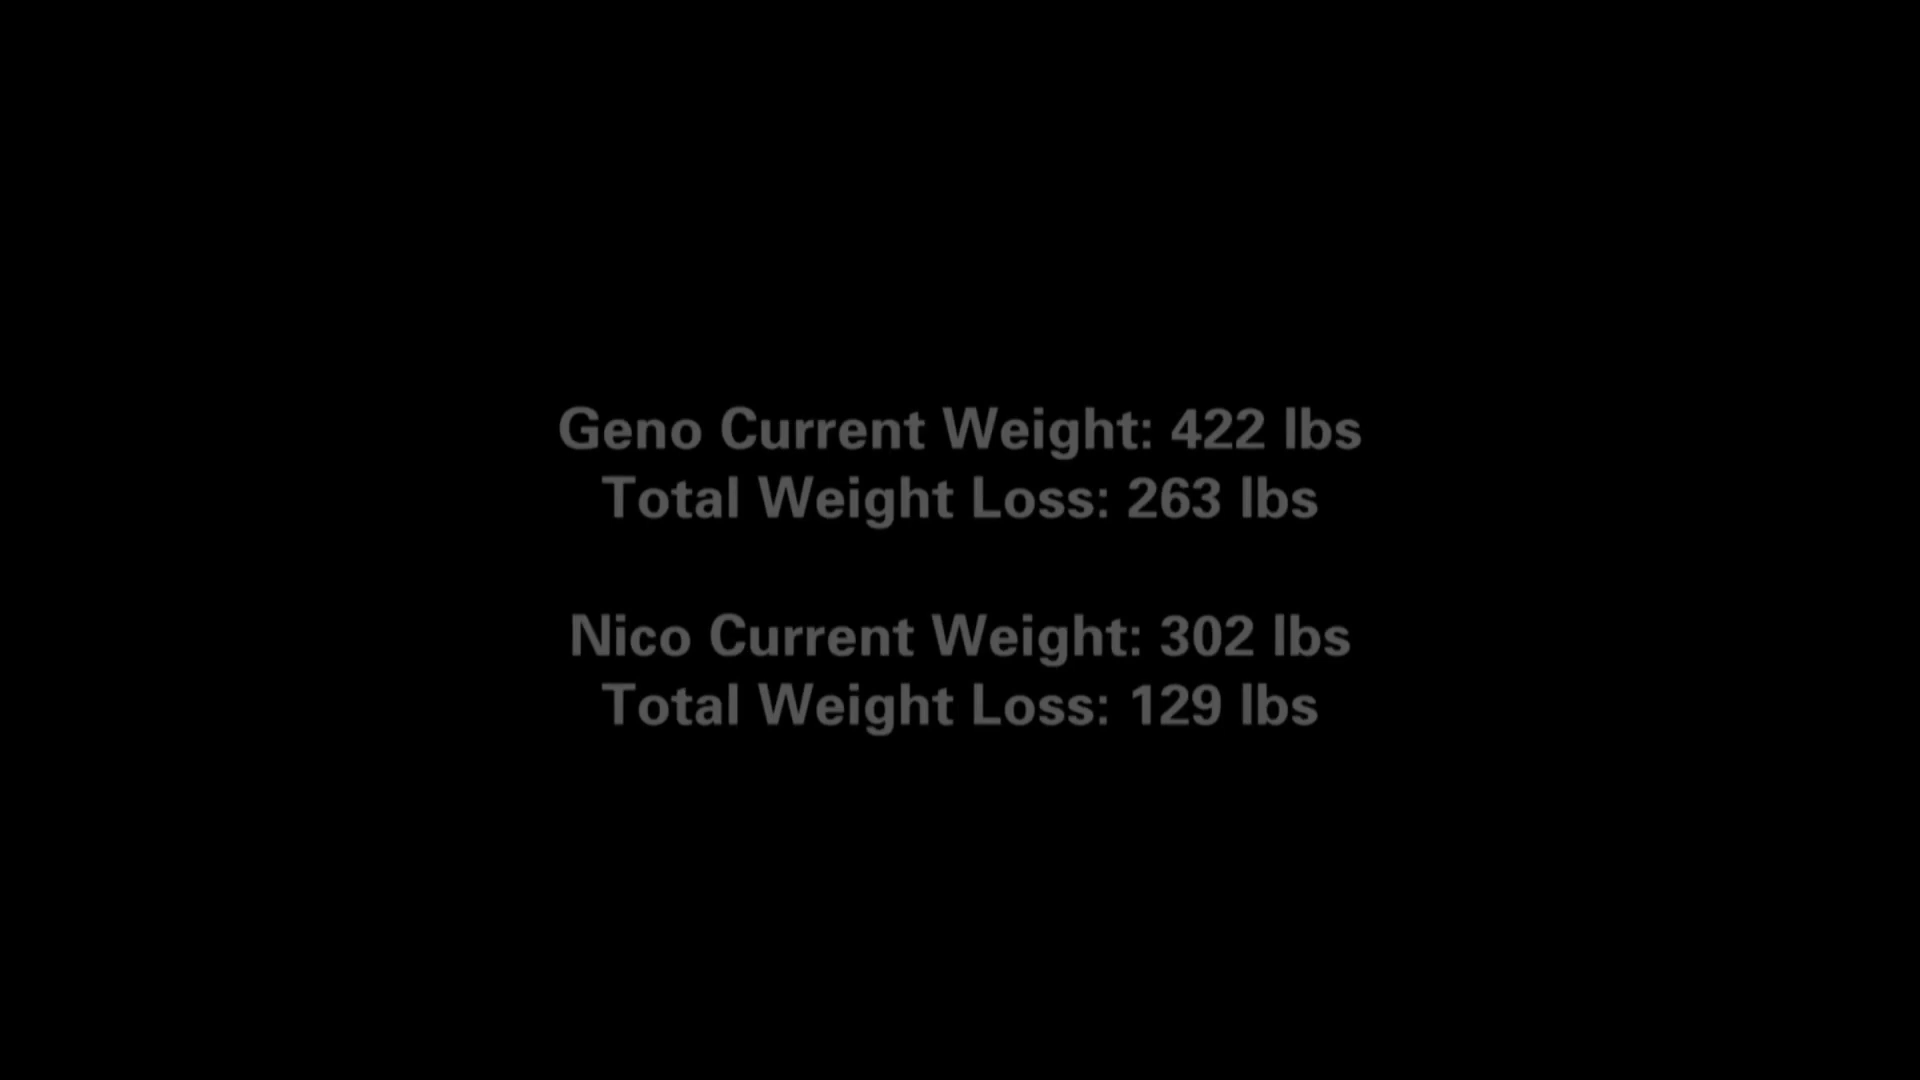 Geno Current Weight: 422 lbs
Total Weight Loss: 263 lbs
Nico Current Weight: 302 lbs
Total Weight Loss: 129 lbs